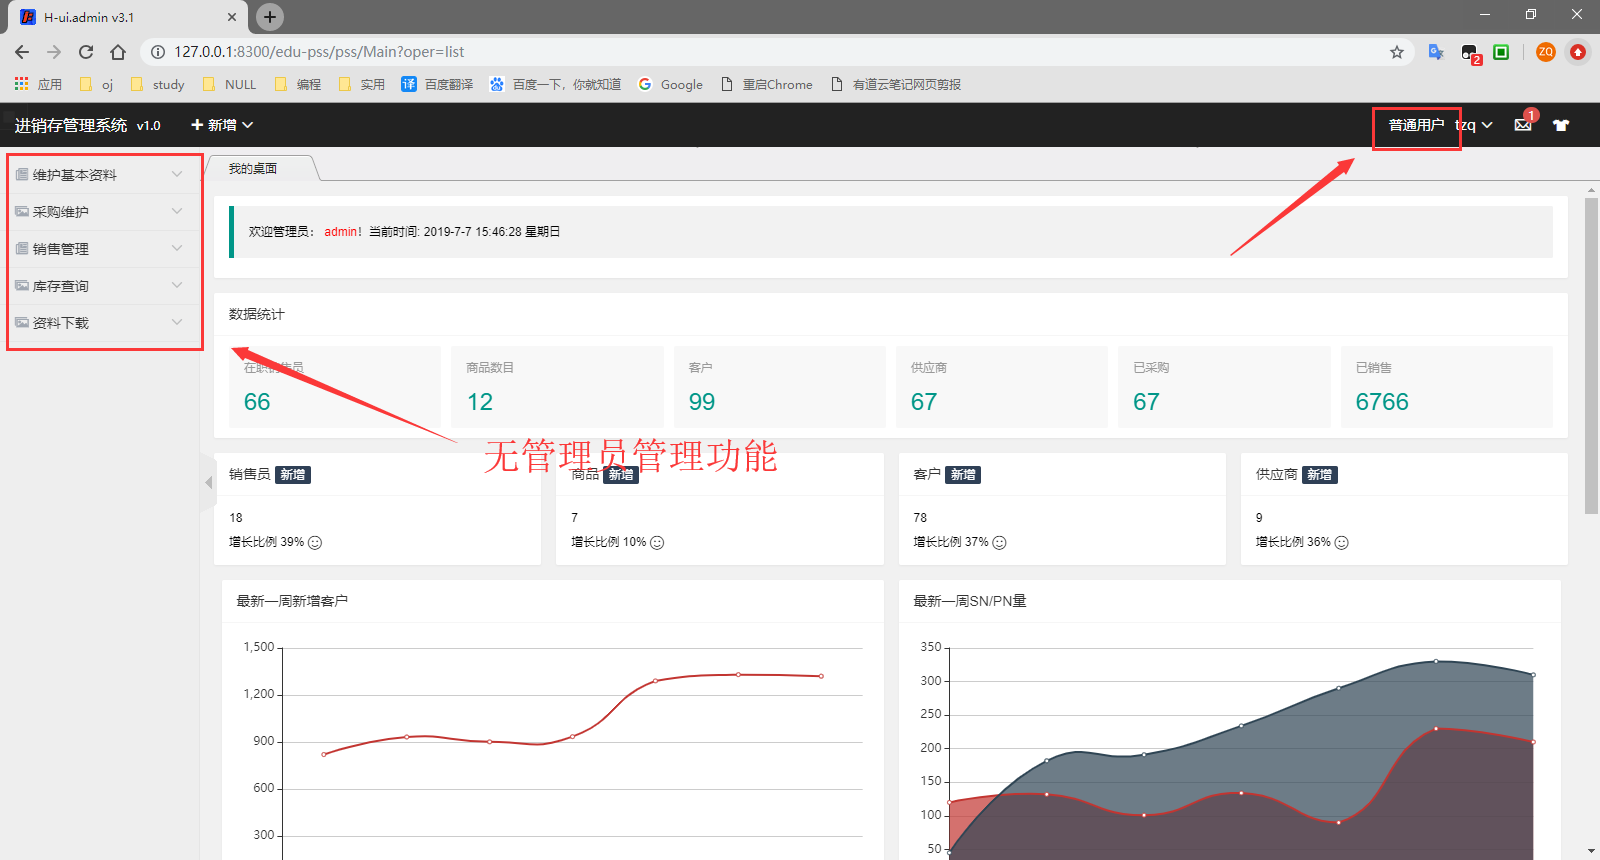 H-ui.admin v3.1
127.0.0.1:8300/edu-pss/pss/Main?oper=list
2
ZQ
应用 oj study NULL 编程 实用 译 百度翻译 百度一下，你就知道 Google 重启Chrome 有道云笔记网页剪报
进销存管理系统 v1.0 新增 普通用户 tzq 1
维护基本资料
采购维护
销售管理
库存查询
资料下载
我的桌面
欢迎管理员： admin！当前时间: 2019-7-7 15:46:28 星期日
数据统计
在职销售员 商品数目 客户 供应商 已采购 已销售
66 12 99 67 67 6766
无管理员管理功能
销售员 新增 商品 新增 客户 新增 供应商 新增
18 7 78 9
增长比例 39% 增长比例 10% 增长比例 37% 增长比例 36%
最新一周新增客户
1,500
1,200
900
600
300
最新一周SN/PN量
350
300
250
200
150
100
50